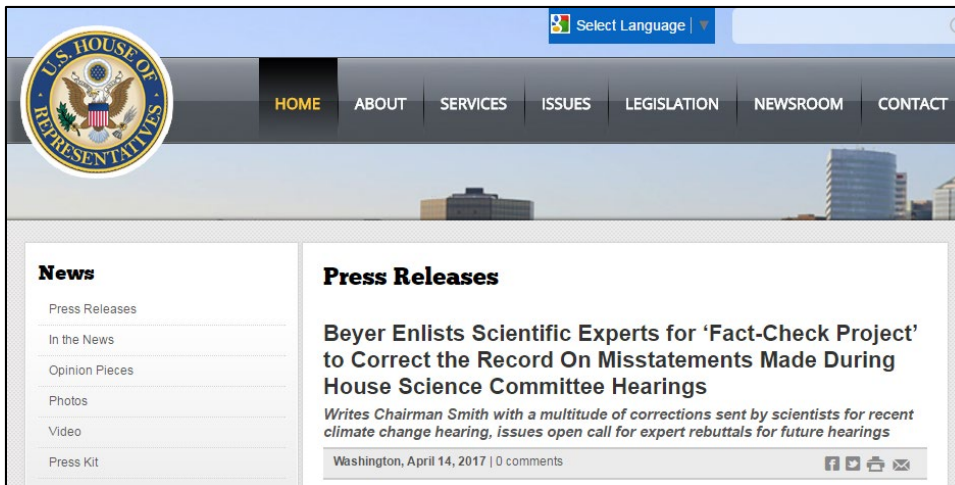 Select Language
U.S. HOUSE OF REPRESENTATIVES
HOME ABOUT SERVICES ISSUES LEGISLATION NEWSROOM CONTACT
News
Press Releases
In the News
Opinion Pieces
Photos
Video
Press Kit
Press Releases
Beyer Enlists Scientific Experts for ‘Fact-Check Project’
to Correct the Record On Misstatements Made During
House Science Committee Hearings
Writes Chairman Smith with a multitude of corrections sent by scientists for recent
climate change hearing, issues open call for expert rebuttals for future hearings
Washington, April 14, 2017 | 0 comments